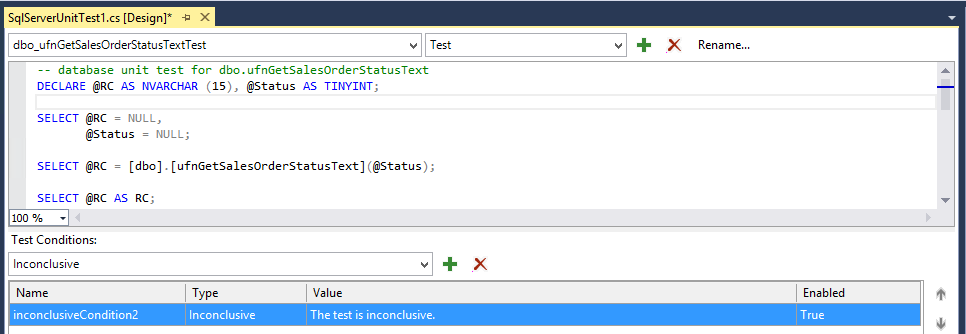 SqlServerUnitTest1.cs [Design]*
dbo_ufnGetSalesOrderStatusTextTest Test Rename...
-- database unit test for dbo.ufnGetSalesOrderStatusText
DECLARE @RC AS NVARCHAR (15), @Status AS TINYINT;
SELECT @RC = NULL,
@Status = NULL;
SELECT @RC = [dbo].[ufnGetSalesOrderStatusText](@Status);
SELECT @RC AS RC;
100 %
Test Conditions:
Inconclusive
Name Type Value Enabled
inconclusiveCondition2 Inconclusive The test is inconclusive. True